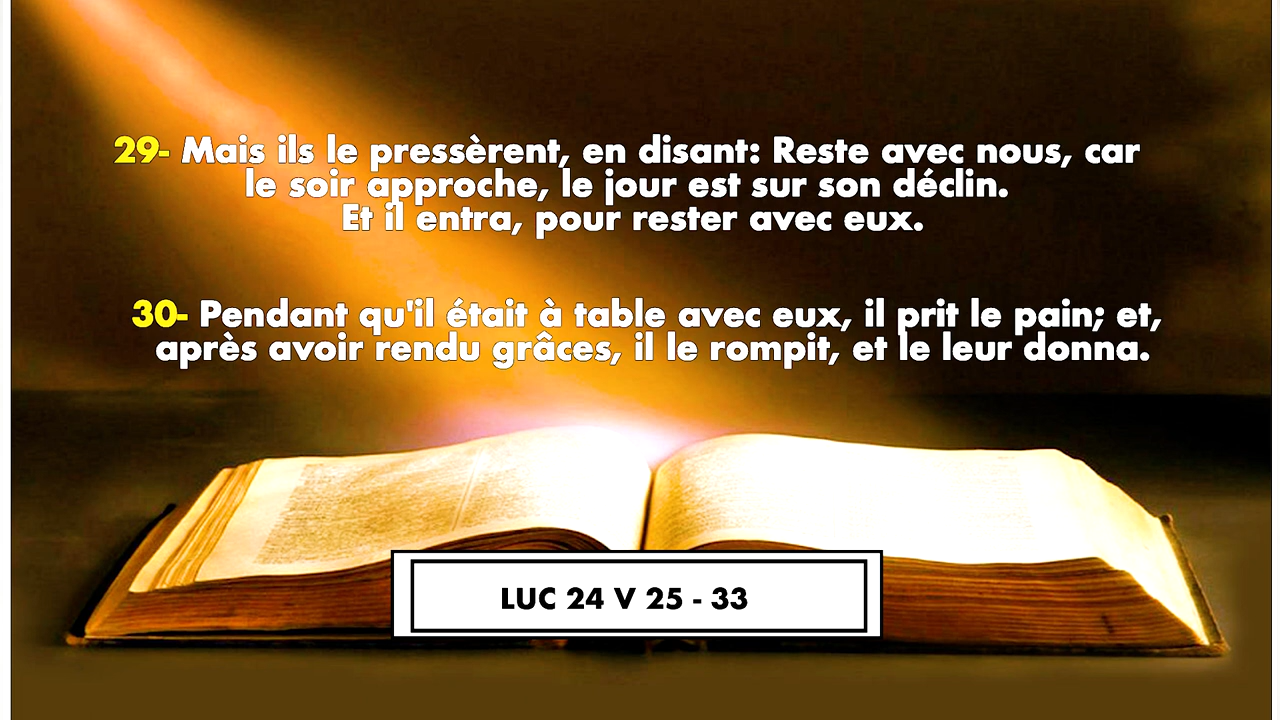 29- Mais ils le pressèrent, en disant: Reste avec nous, car
le soir approche, le jour est sur son déclin.
Et il entra, pour rester avec eux.
30- Pendant qu'il était à table avec eux, il prit le pain; et,
après avoir rendu grâces, il le rompit, et le leur donna.
LUC 24 V 25 - 33